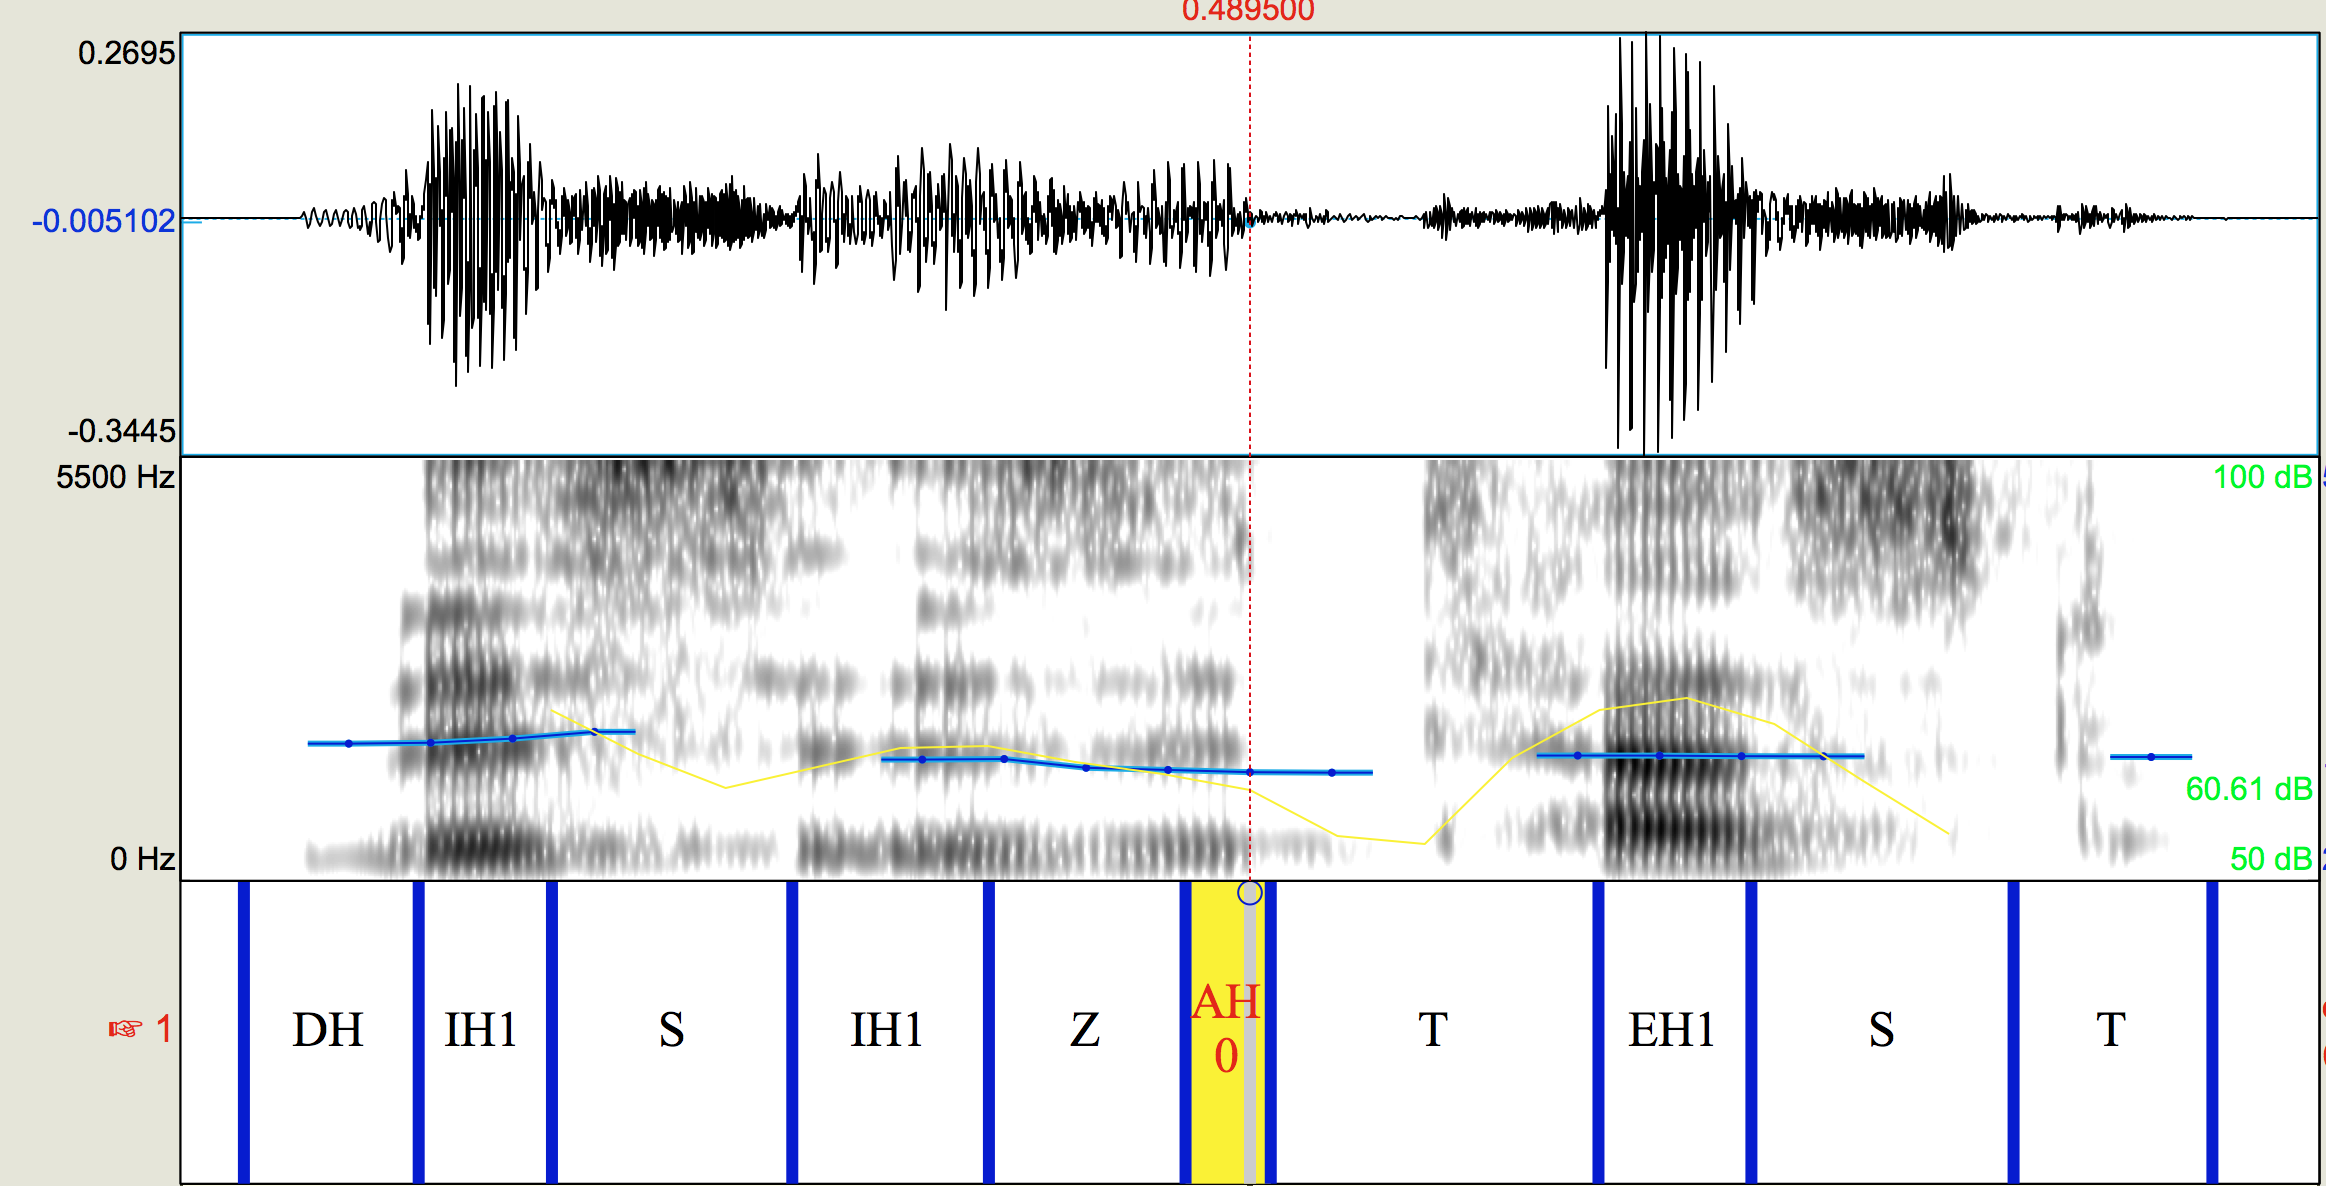 0.489500
0.2695
-0.005102
-0.3445
5500 Hz
100 dB
60.61 dB
0 Hz
50 dB
☞ 1
DH
IH1
S
IH1
Z
AH
0
T
EH1
S
T